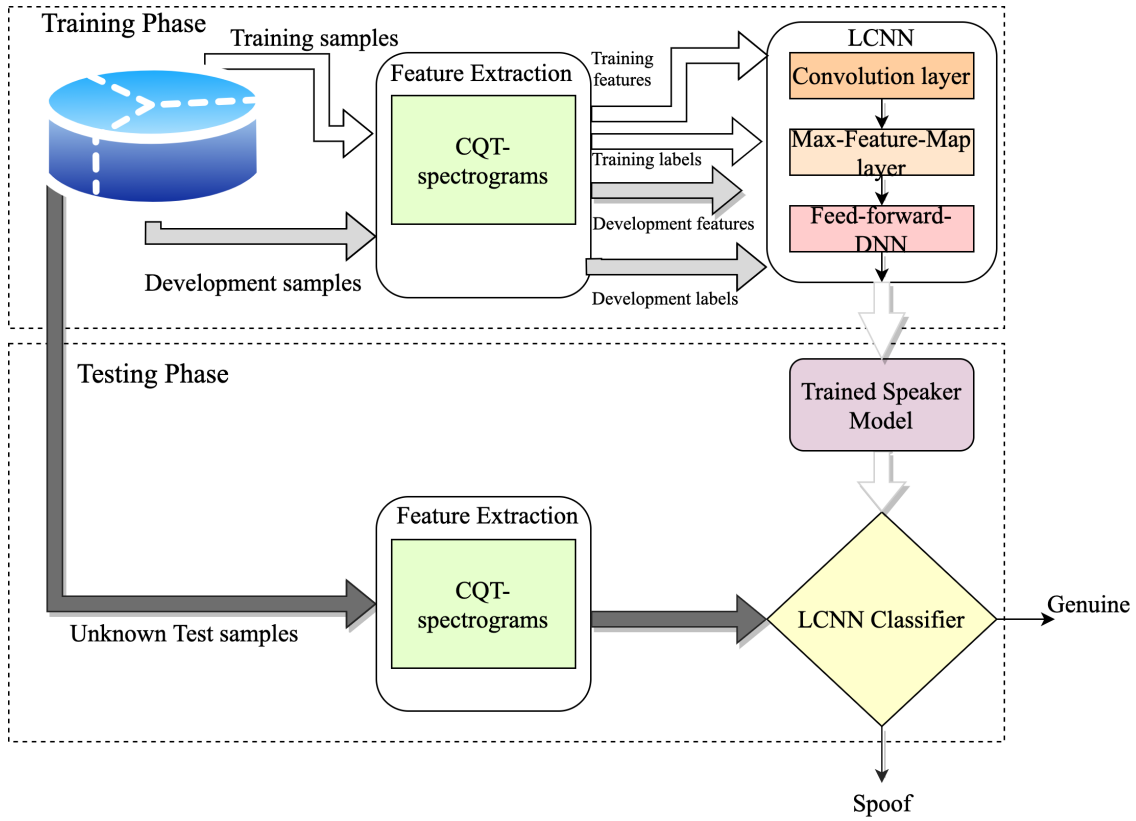 Training Phase
Training samples
Development samples
Feature Extraction
CQT-
spectrograms
Training
features
Training labels
Development features
Development labels
LCNN
Convolution layer
Max-Feature-Map
layer
Feed-forward-
DNN
Testing Phase
Trained Speaker
Model
Unknown Test samples
Feature Extraction
CQT-
spectrograms
LCNN Classifier
Genuine
Spoof